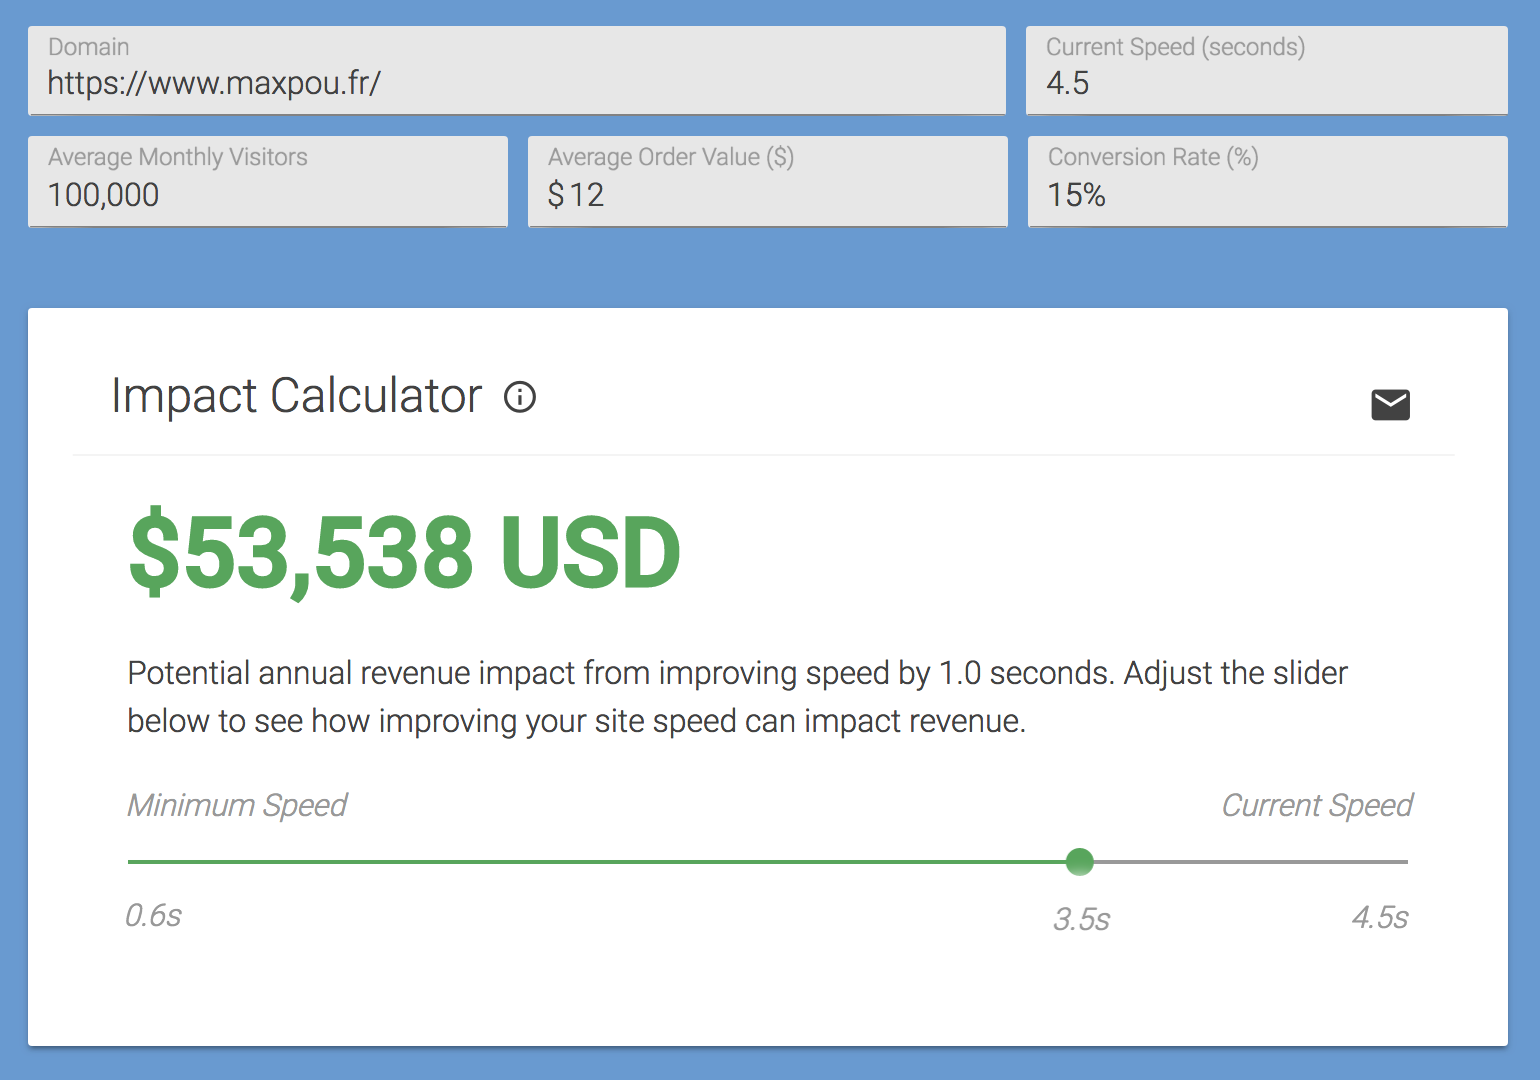 Domain
https://www.maxpou.fr/
Current Speed (seconds)
4.5
Average Monthly Visitors
100,000
Average Order Value ($)
$ 12
Conversion Rate (%)
15%
Impact Calculator
$53,538 USD
Potential annual revenue impact from improving speed by 1.0 seconds. Adjust the slider
below to see how improving your site speed can impact revenue.
Minimum Speed
Current Speed
0.6s
3.5s
4.5s